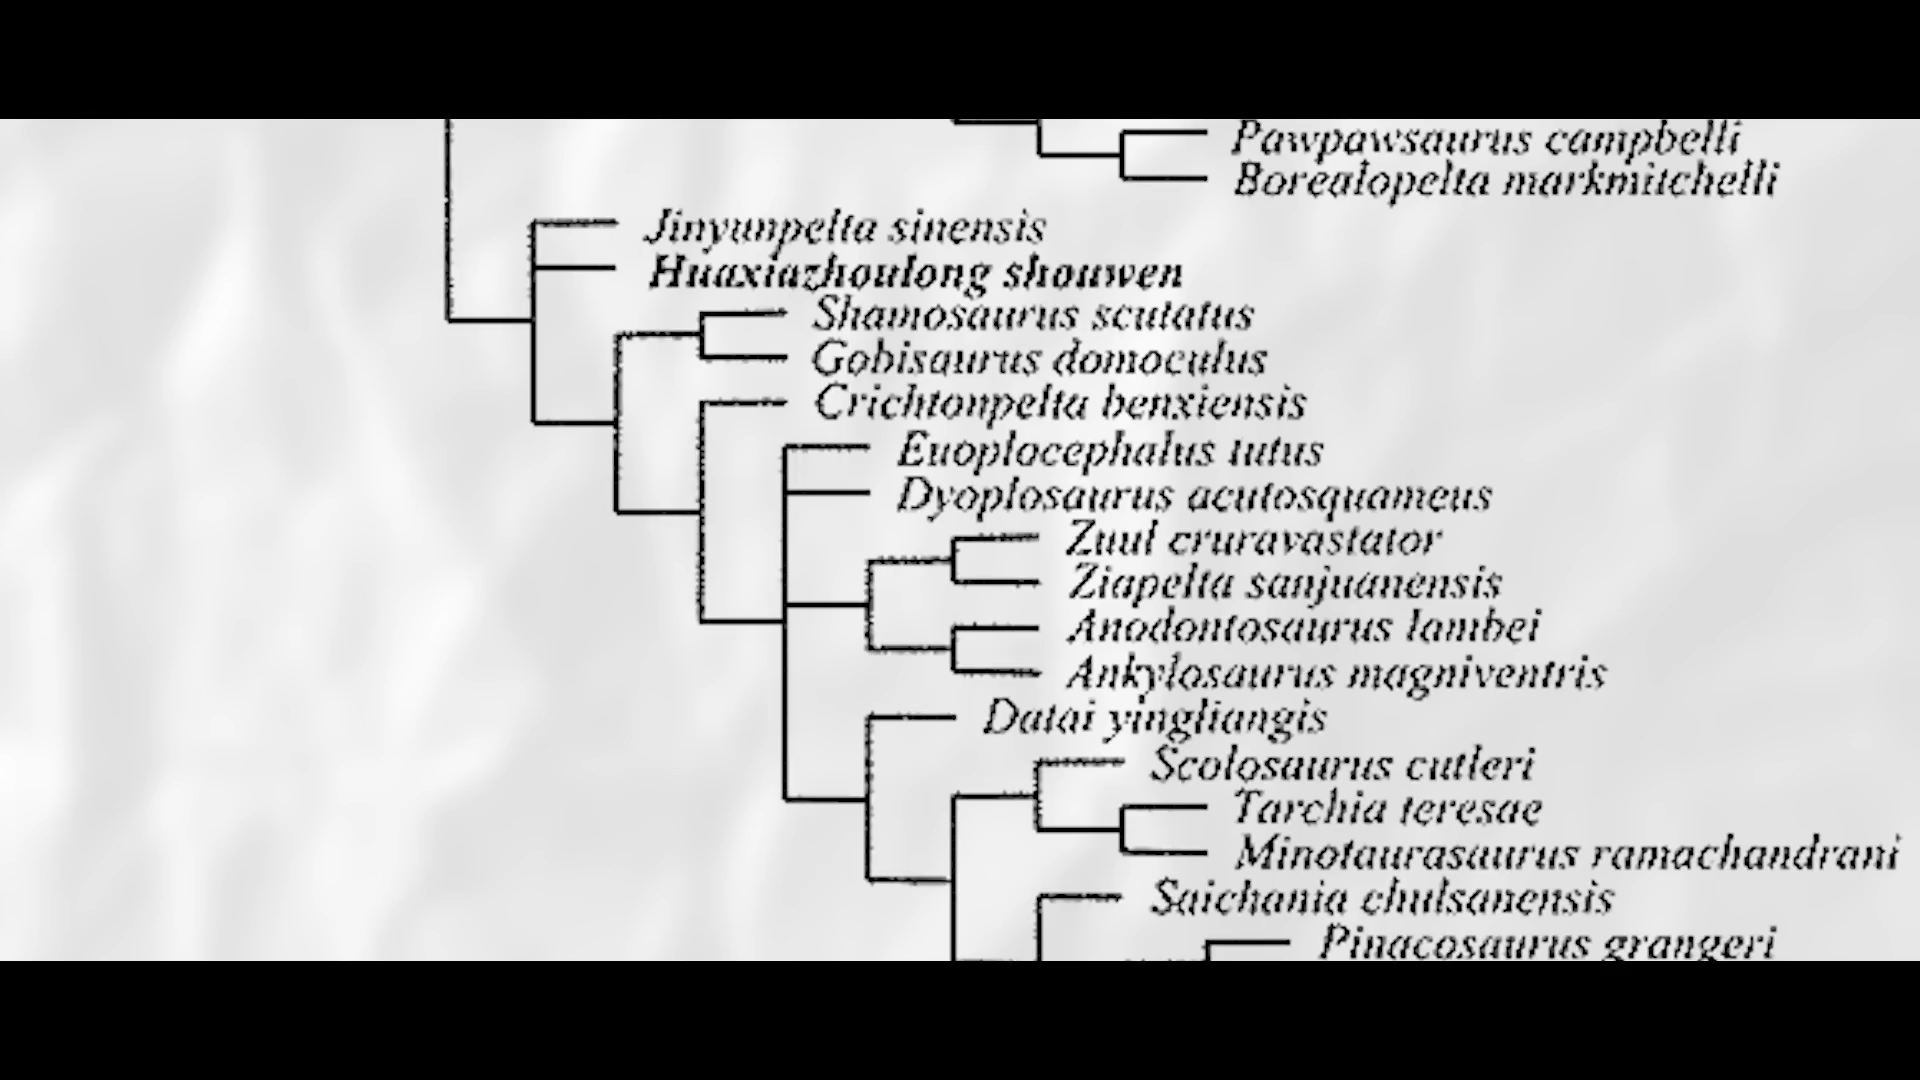 Pawpawsaurus campbelli
Borealopelta markmitchelli
Jinyunpelta sinensis
Huaxiazhoulong shouwen
Shamosaurus scutatus
Gobisaurus domoculus
Crichtonpelta benxiensis
Euoplocephalus tutus
Dyoplosaurus acutosquameus
Zuul cruravastator
Ziapelta sanjuanensis
Anodontosaurus lambei
Ankylosaurus magniventris
Datai yingliangis
Scolosaurus cutleri
Tarchia teresae
Minotaurasaurus ramachandrani
Saichania chulsanensis
Pinacosaurus grangeri